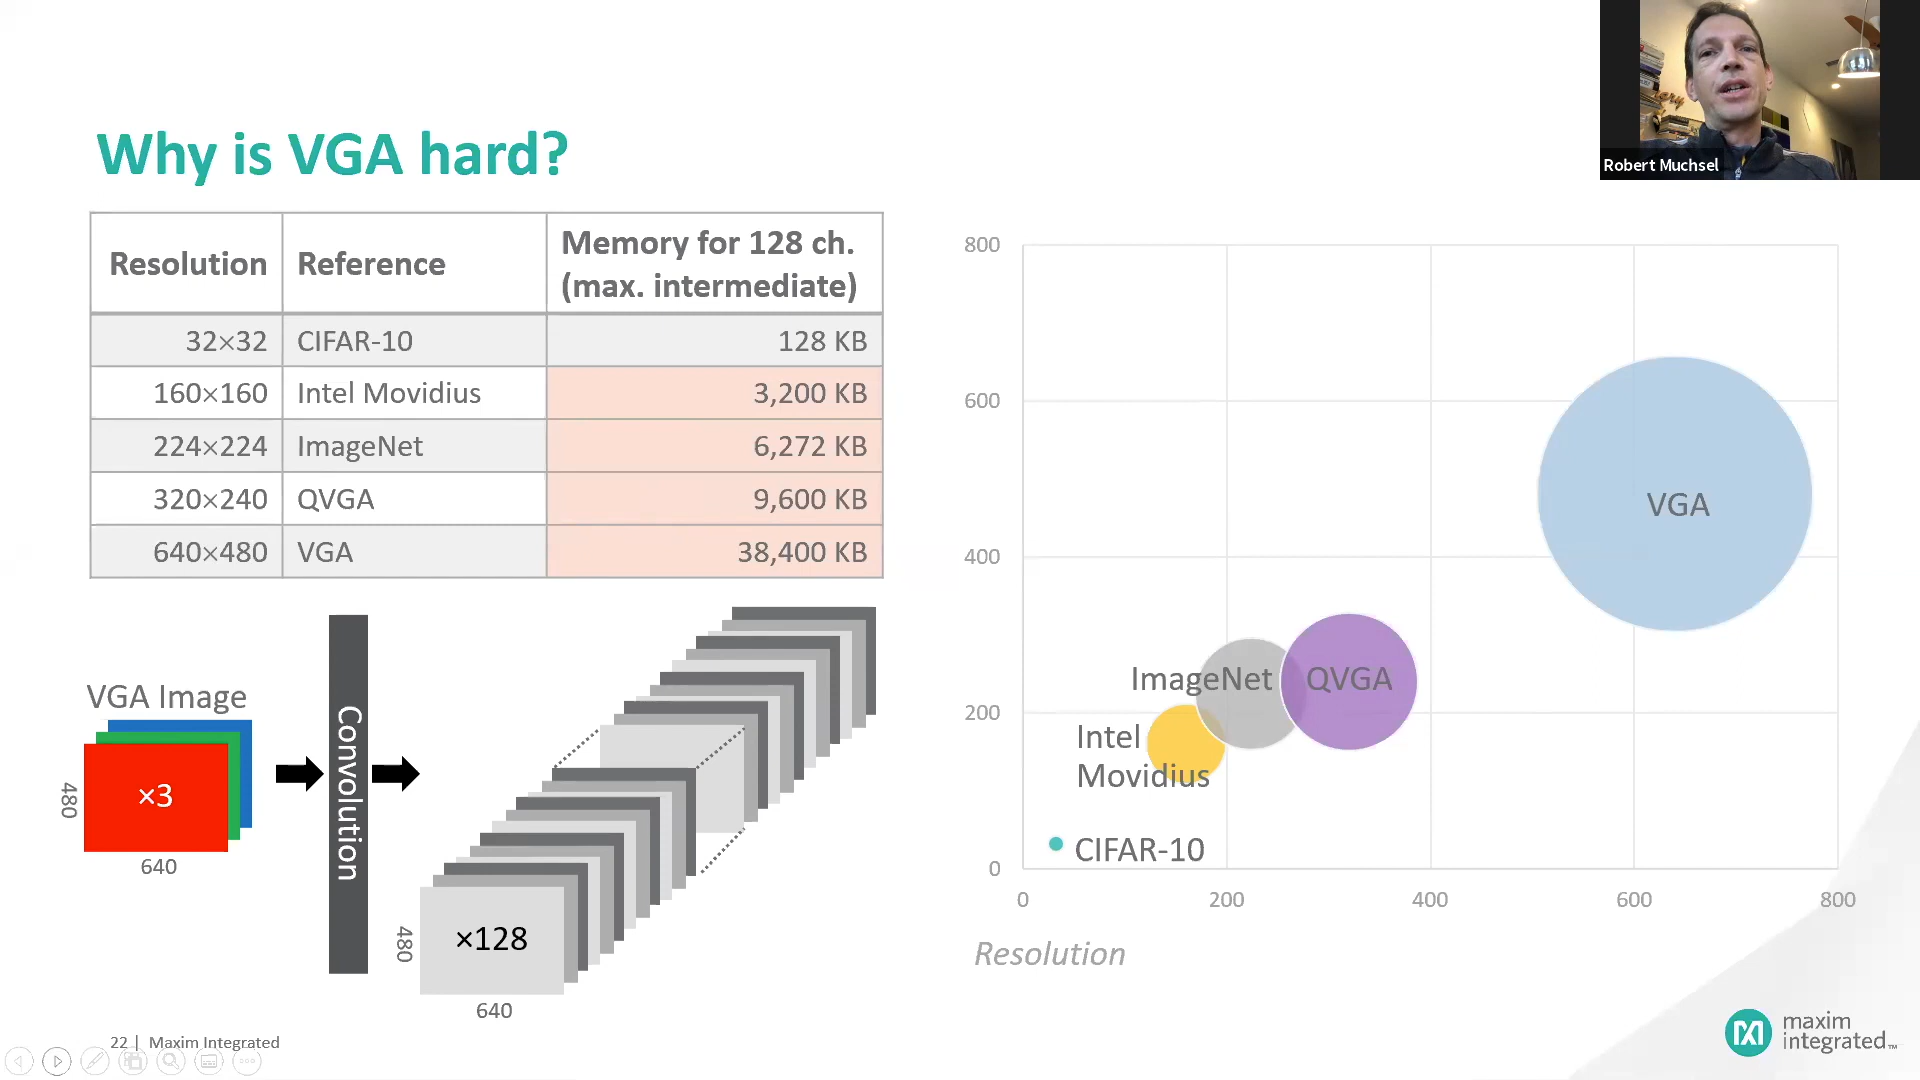 Robert Muchsel
Why is VGA hard?
Resolution Reference Memory for 128 ch. (max. intermediate)
32×32 CIFAR-10 128 KB
160×160 Intel Movidius 3,200 KB
224×224 ImageNet 6,272 KB
320×240 QVGA 9,600 KB
640×480 VGA 38,400 KB
VGA Image
×3
480
640
Convolution
×128
480
640
800
600
400
200
0
0 200 400 600 800
VGA
ImageNet
QVGA
Intel
Movidius
CIFAR-10
Resolution
22 | Maxim Integrated
maxim
integrated™